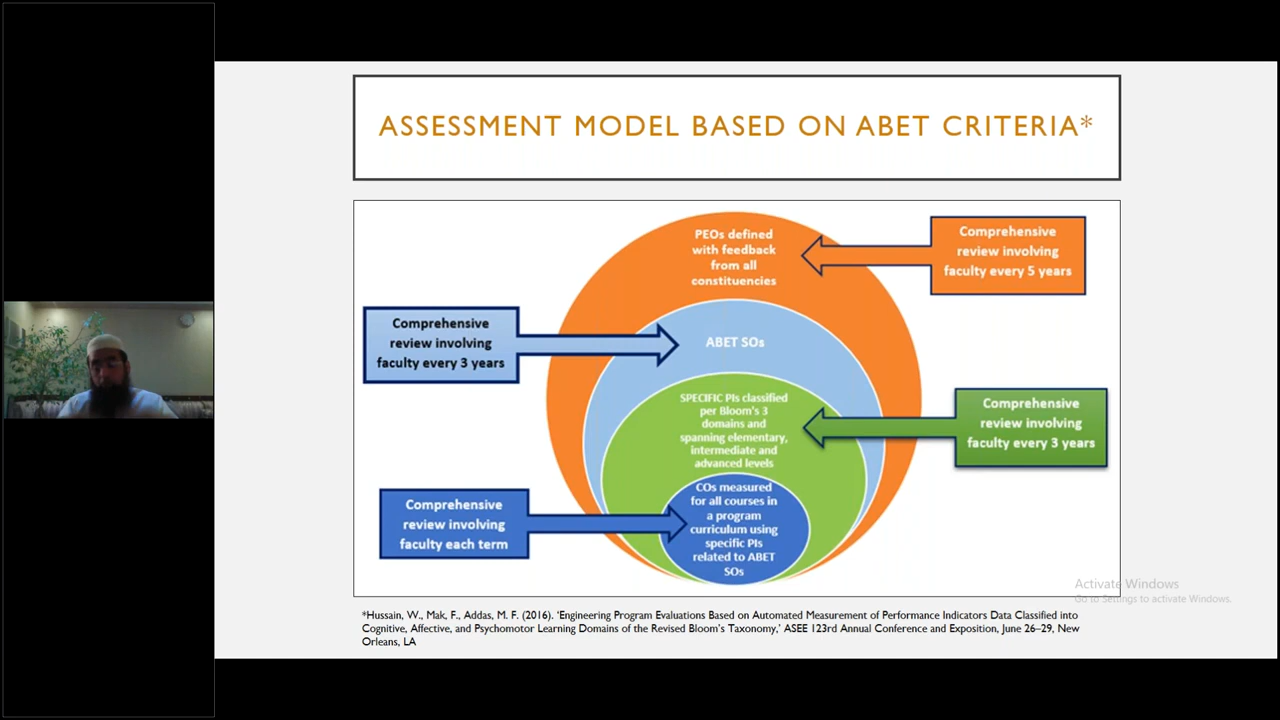 ASSESSMENT MODEL BASED ON ABET CRITERIA*
PEOs defined
with feedback
from all
constituencies
Comprehensive
review involving
faculty every 5 years
Comprehensive
review involving
faculty every 3 years
ABET SOs
SPECIFIC PIs classified
per Bloom's 3
domains and
spanning elementary,
intermediate and
advanced levels
Comprehensive
review involving
faculty every 3 years
Comprehensive
review involving
faculty each term
COs measured
for all courses in
a program
curriculum using
specific PIs
related to ABET
SOs
Activate Windows
Go to Settings to activate Windows.
*Hussain, W., Mak, F., Addas, M. F. (2016). 'Engineering Program Evaluations Based on Automated Measurement of Performance Indicators Data Classified into
Cognitive, Affective, and Psychomotor Learning Domains of the Revised Bloom's Taxonomy,' ASEE 123rd Annual Conference and Exposition, June 26–29, New
Orleans, LA